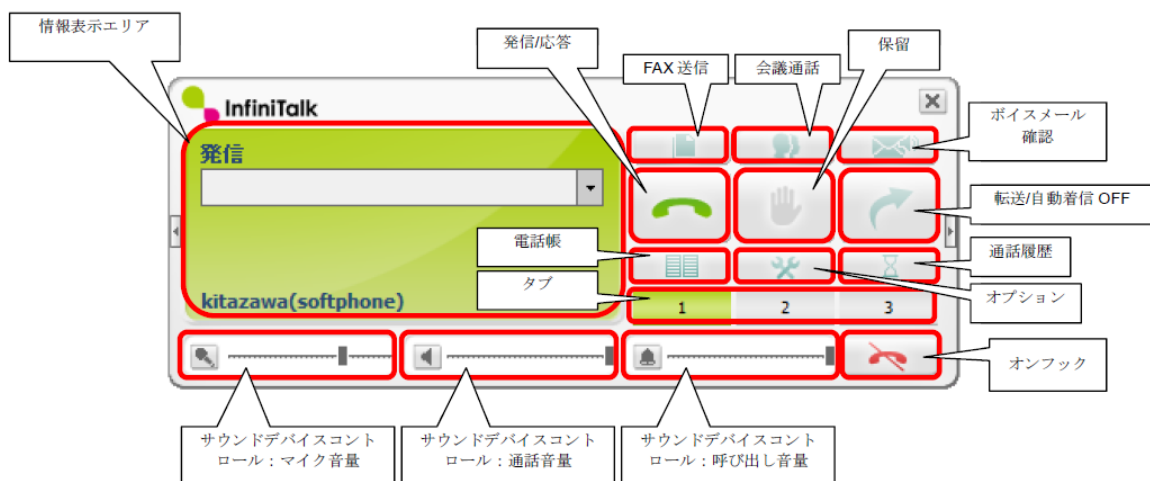 情報表示エリア
発信/応答
保留
FAX 送信
会議通話
InfiniTalk
ボイスメール
確認
発信
転送/自動着信 OFF
電話帳
通話履歴
タブ
オプション
kitazawa(softphone)
1
2
3
オンフック
サウンドデバイスコント
ロール：マイク音量
サウンドデバイスコント
ロール：通話音量
サウンドデバイスコント
ロール：呼び出し音量